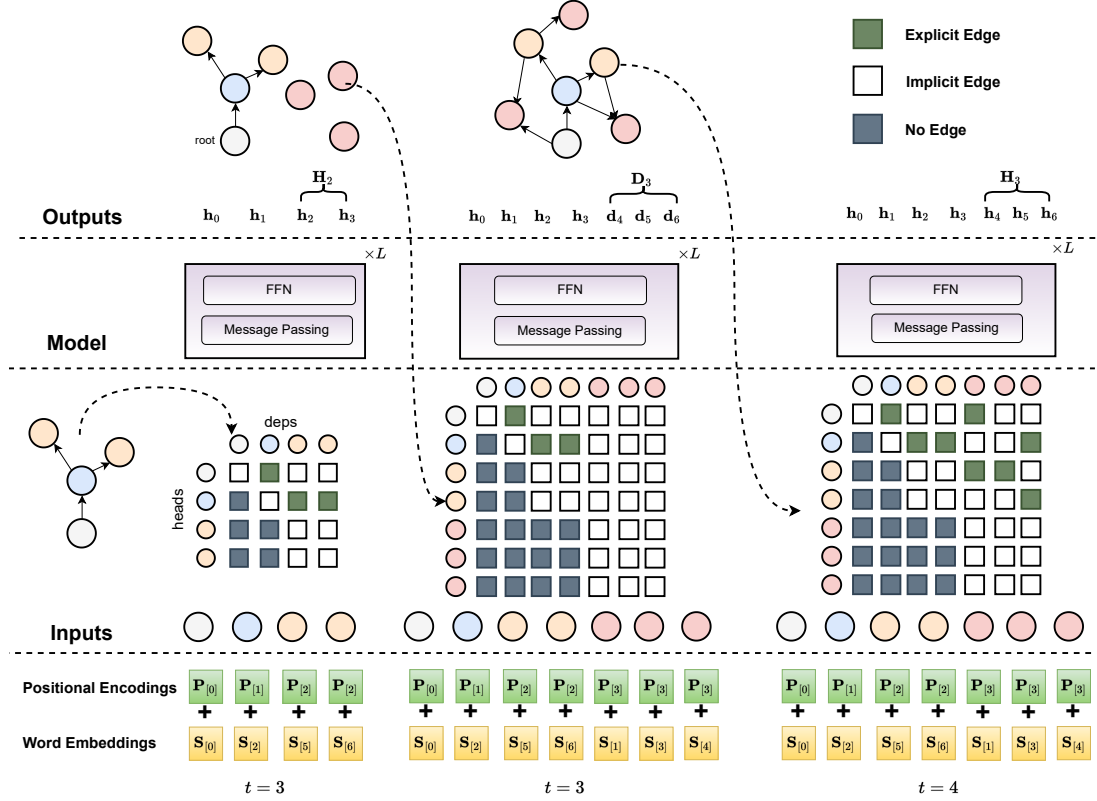 Explicit Edge
Implicit Edge
No Edge
root
H₂
D₃
H₃
Outputs
h₀ h₁ h₂ h₃
h₀ h₁ h₂ h₃ d₄ d₅ d₆
h₀ h₁ h₂ h₃ h₄ h₅ h₆
×L
×L
×L
FFN
FFN
FFN
Message Passing
Message Passing
Message Passing
Model
deps
heads
Inputs
Positional Encodings
P[0] P[1] P[2] P[2]
P[0] P[1] P[2] P[2] P[3] P[3] P[3]
P[0] P[1] P[2] P[2] P[3] P[3] P[3]
+ + + +
+ + + + + + +
+ + + + + + +
Word Embeddings
S[0] S[2] S[5] S[6]
S[0] S[2] S[5] S[6] S[1] S[3] S[4]
S[0] S[2] S[5] S[6] S[1] S[3] S[4]
t = 3
t = 3
t = 4